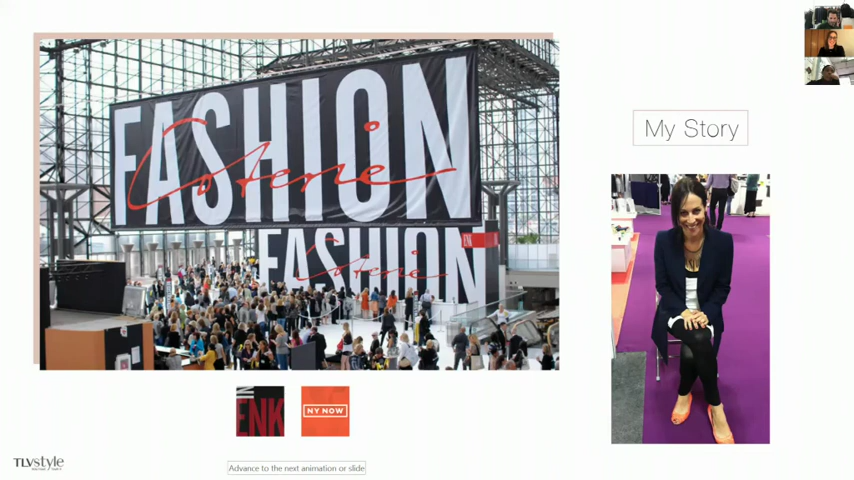 FASHION
Coterie
FASHION
Coterie
My Story
ENK
NY NOW
TLVstyle
Advance to the next animation or slide